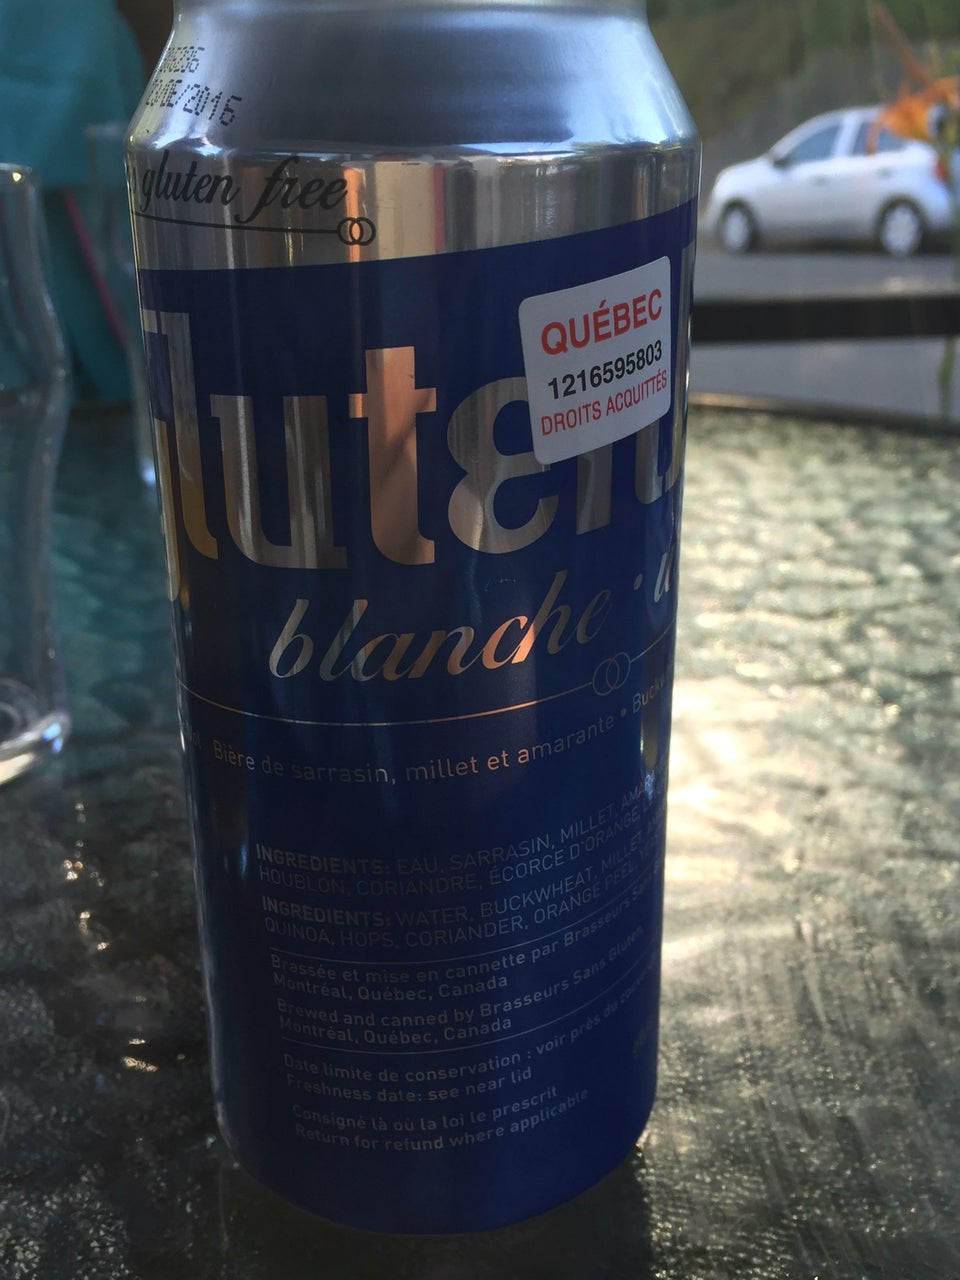 gluten free
QUÉBEC
1216595803
DROITS ACQUITTÉS
blanche ·
Bière de sarrasin, millet et amarante •
INGREDIENTS: EAU, SARRASIN, MILLET,
HOUBLON, CORIANDRE, ÉCORCE D'ORANGE,
INGREDIENTS: WATER, BUCKWHEAT, MILLET,
QUINOA, HOPS, CORIANDER, ORANGE PEEL,
Brassée et mise en cannette par Brasseurs Sans
Montréal, Québec, Canada
Brewed and canned by Brasseurs Sans Gluten
Montréal, Québec, Canada
Date limite de conservation : voir près du
Freshness date: see near lid
Consigné là où la loi le prescrit
Return for refund where applicable